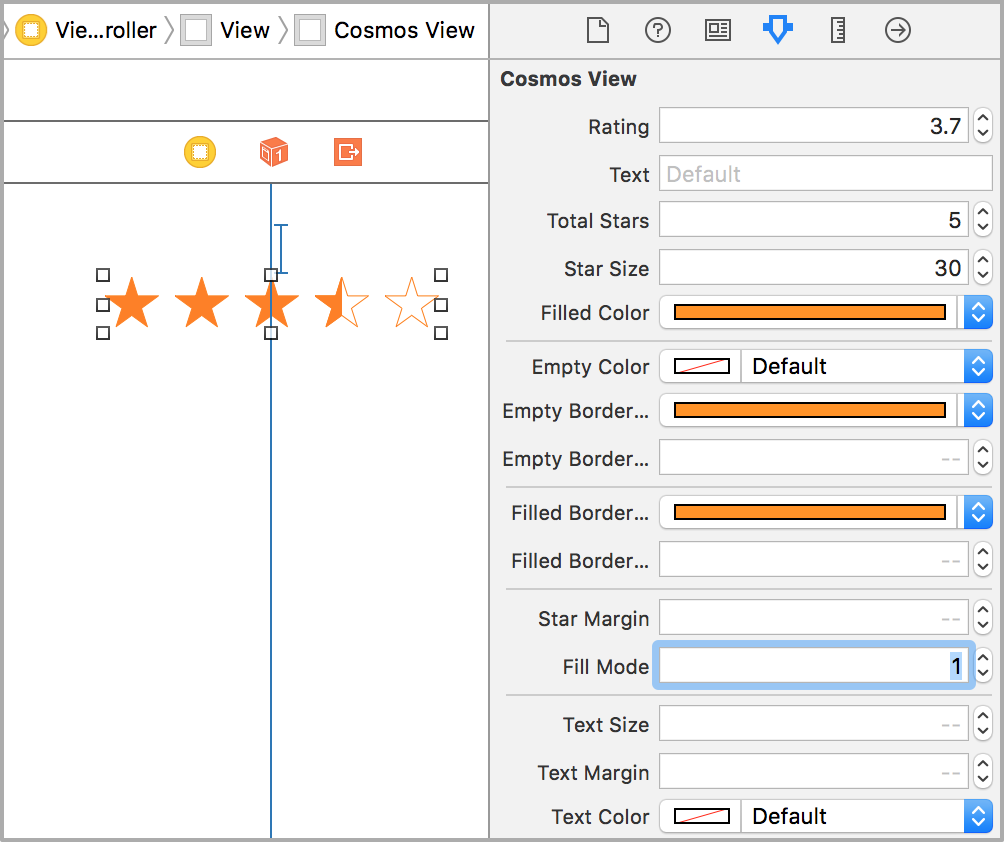 Vie...roller View Cosmos View
1
Cosmos View
Rating 3.7
Text Default
Total Stars 5
Star Size 30
Filled Color
Empty Color Default
Empty Border...
Empty Border... --
Filled Border...
Filled Border... --
Star Margin --
Fill Mode 1
Text Size --
Text Margin --
Text Color Default